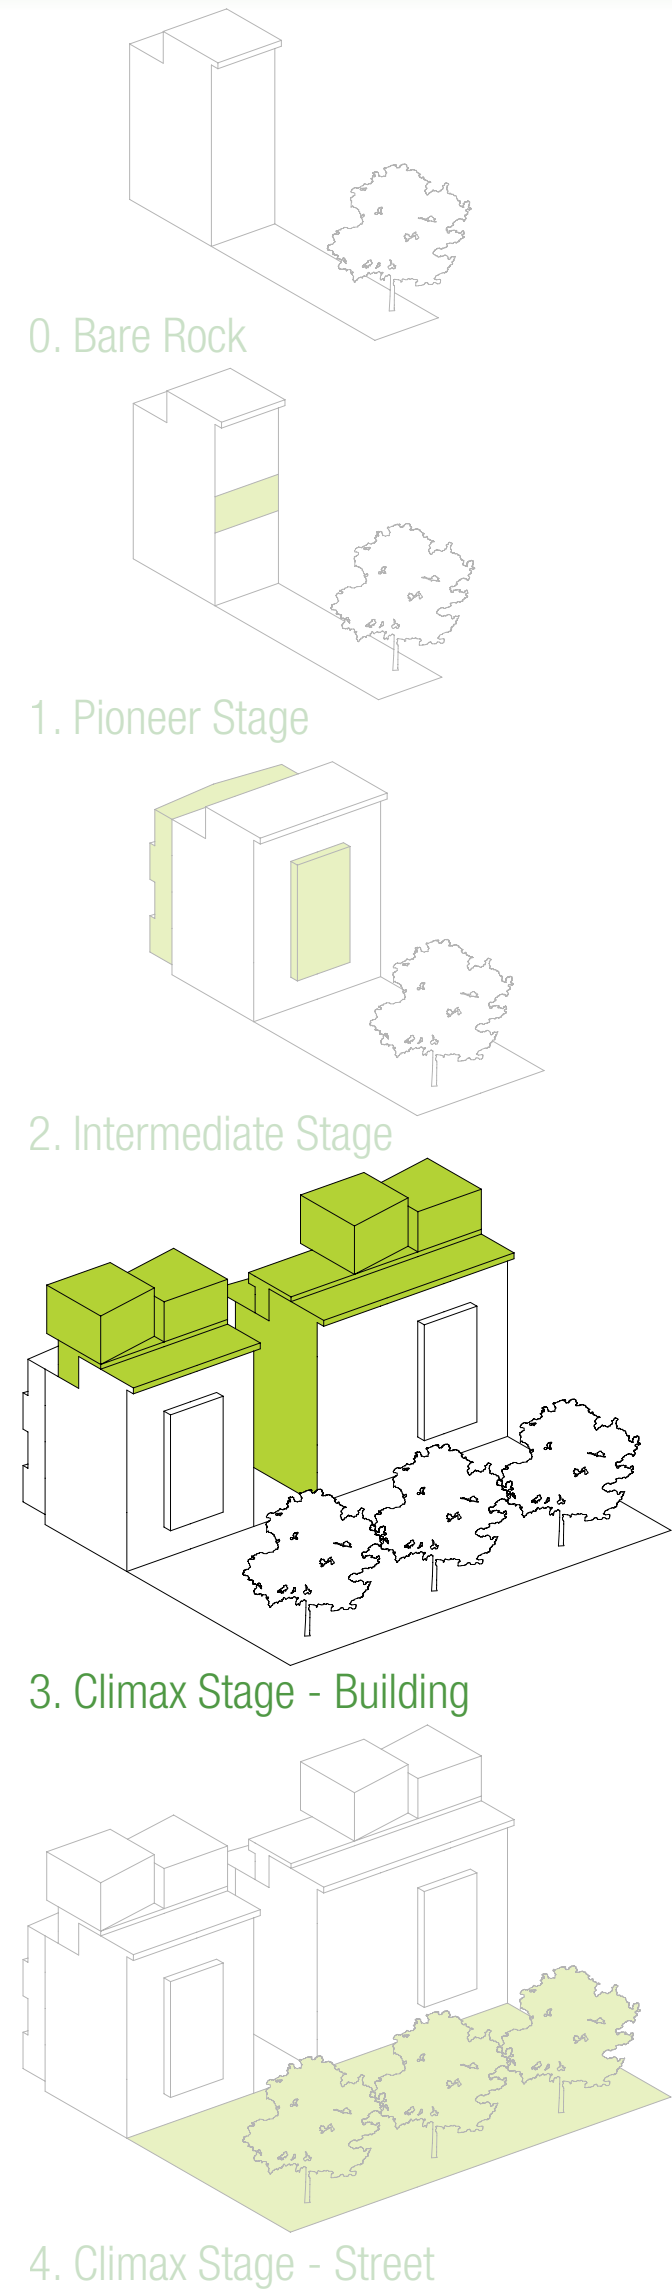 0. Bare Rock
1. Pioneer Stage
2. Intermediate Stage
3. Climax Stage - Building
4. Climax Stage - Street